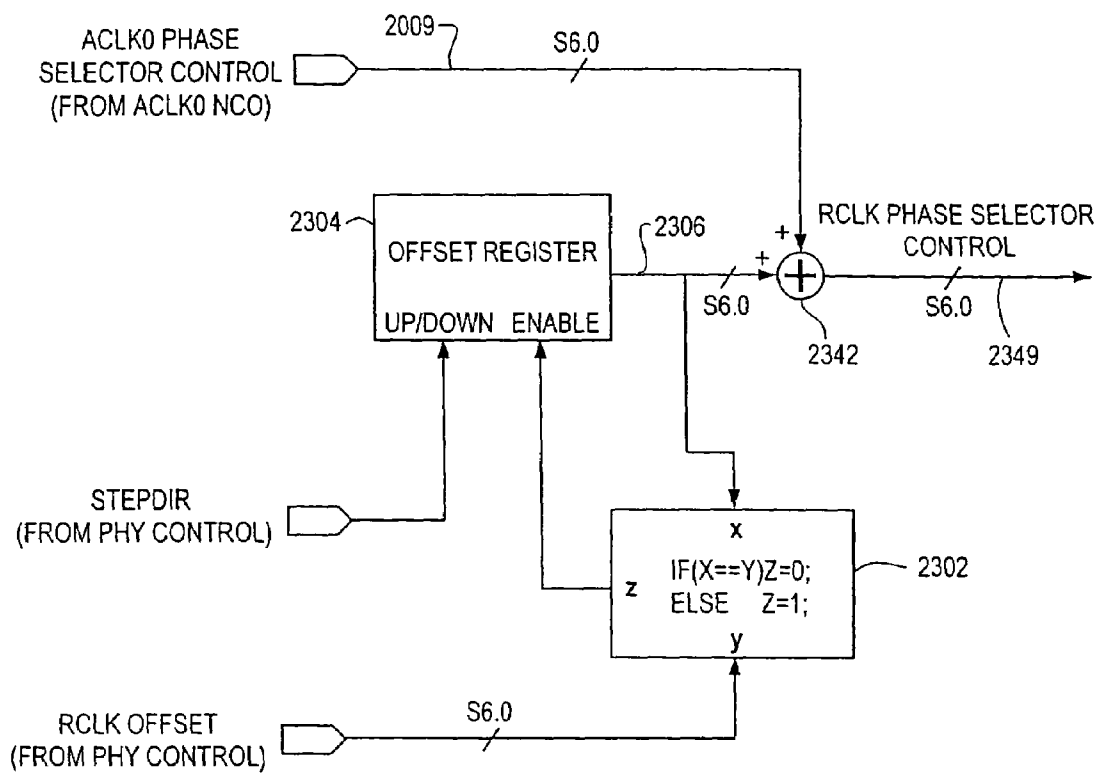 2009
S6.0
ACLK0 PHASE
SELECTOR CONTROL
(FROM ACLK0 NCO)
2304
OFFSET REGISTER
UP/DOWN ENABLE
2306
+
+
+
S6.0
RCLK PHASE SELECTOR
CONTROL
S6.0
2342
2349
STEPDIR
(FROM PHY CONTROL)
x
IF(X==Y)Z=0;
z
ELSE Z=1;
y
2302
S6.0
RCLK OFFSET
(FROM PHY CONTROL)